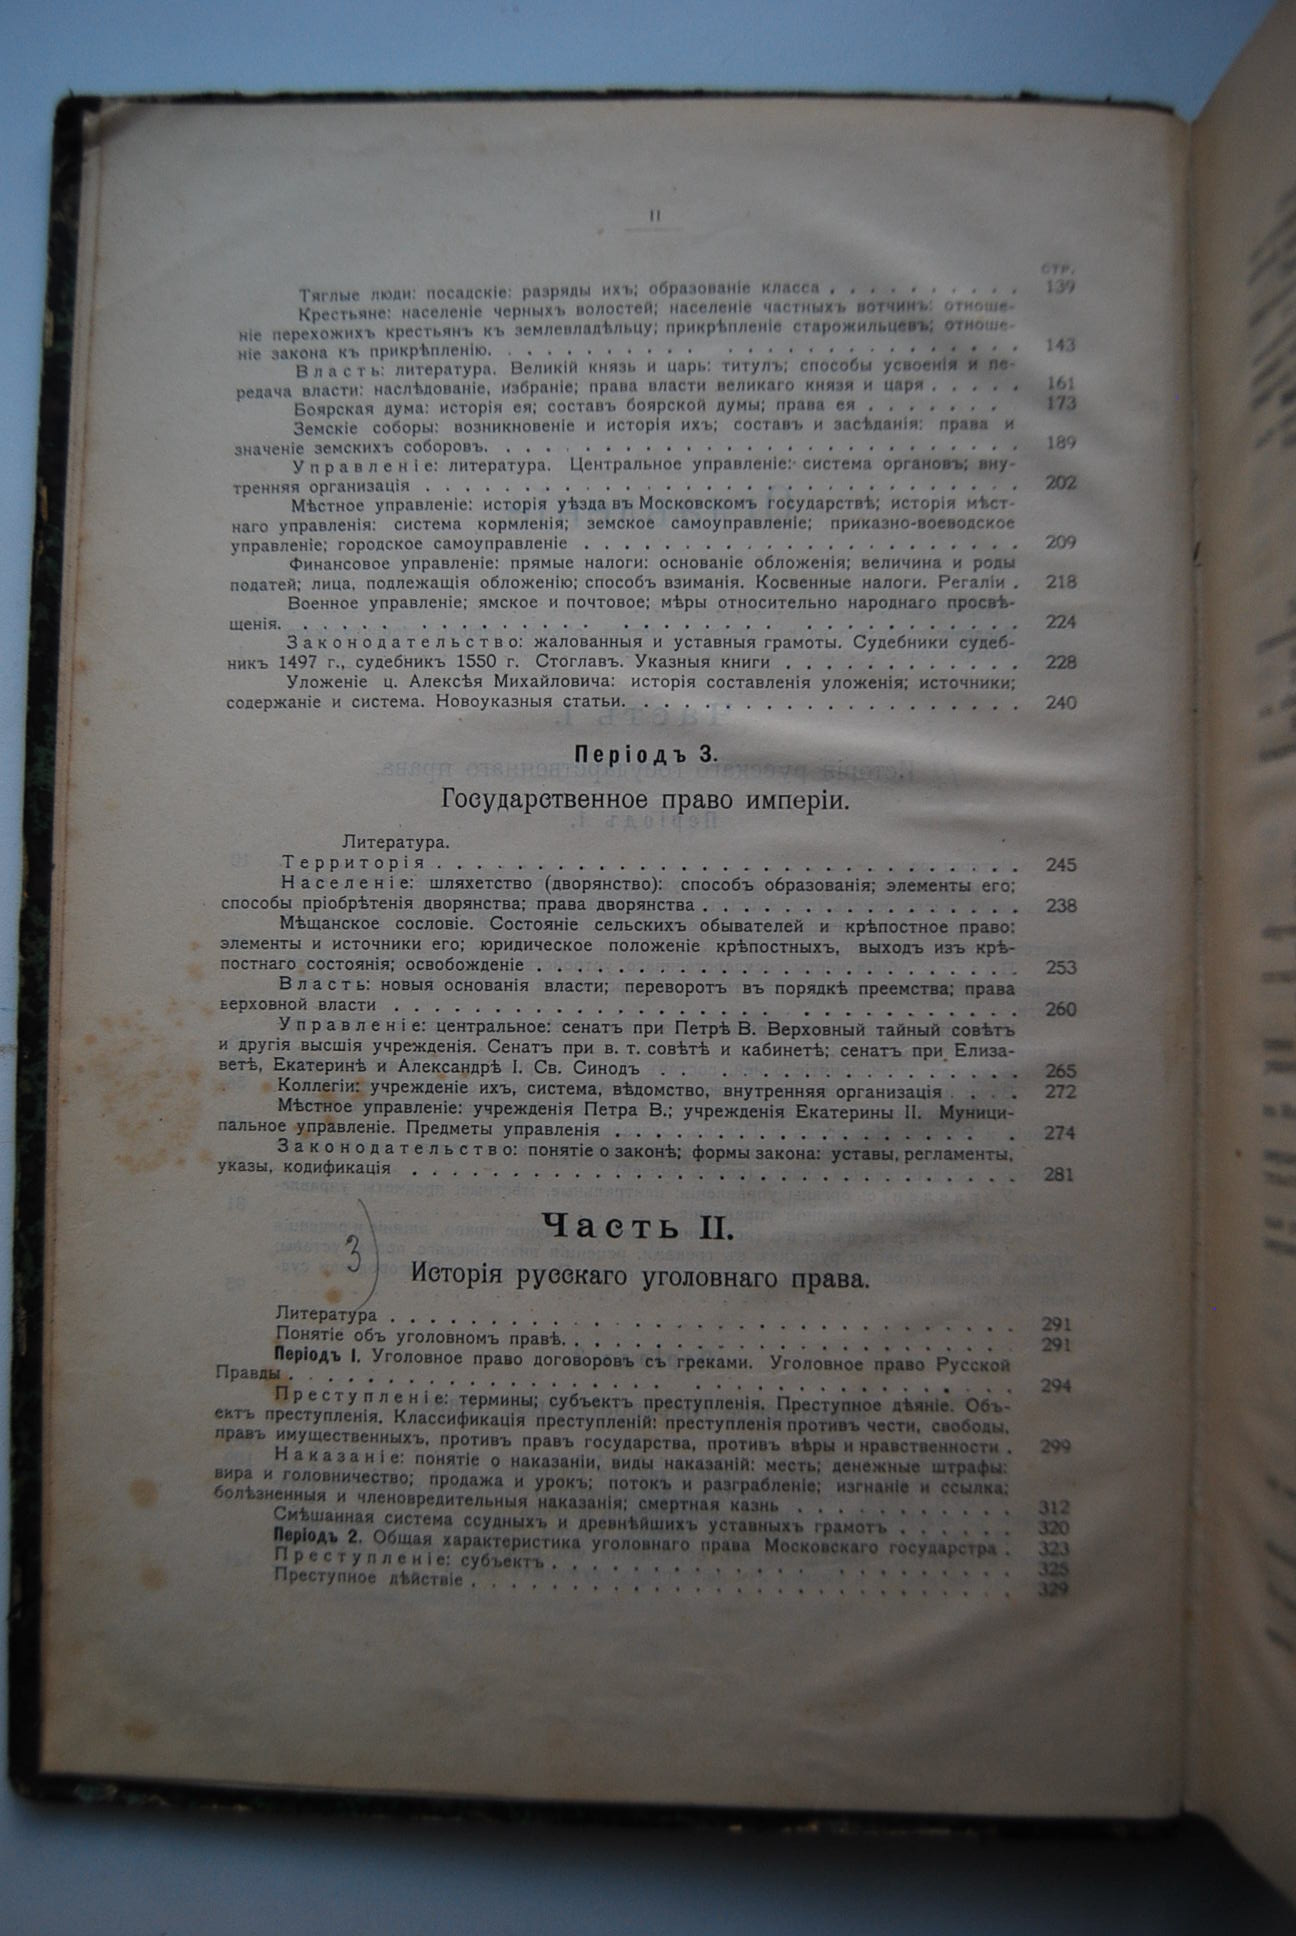 II
СТР.
Тяглые люди: посадскіе: разряды ихъ; образованіе класса . . . . . . . . . . 139
Крестьяне: населеніе черныхъ волостей; населеніе частныхъ вотчинъ: отноше-
ніе перехожихъ крестьянъ къ землевладѣльцу; прикрѣпленіе старожильцевъ; отноше-
ніе закона къ прикрѣпленію. . . . . . . . . . . . . . . . . . . . . . 143
Власть: литература. Великій князь и царь: титулъ; способы усвоенія и пе-
редача власти: наслѣдованіе, избраніе; права власти великаго князя и царя . . . . . 161
Боярская дума: исторія ея; составъ боярской думы; права ея . . . . . . . 173
Земскіе соборы: возникновеніе и исторія ихъ; составъ и засѣданія: права и
значеніе земскихъ соборовъ. . . . . . . . . . . . . . . . . . . . . . 189
Управленіе: литература. Центральное управленіе: система органовъ; вну-
тренняя организація . . . . . . . . . . . . . . . . . . . . . . . . . 202
Мѣстное управленіе: исторія уѣзда въ Московскомъ государствѣ; исторія мѣст-
наго управленія: система кормленія; земское самоуправленіе; приказно-воеводское
управленіе; городское самоуправленіе . . . . . . . . . . . . . . . . . . 209
Финансовое управленіе: прямые налоги: основаніе обложенія; величина и роды
податей; лица, подлежащія обложенію; способъ взиманія. Косвенные налоги. Регаліи . 218
Военное управленіе; ямское и почтовое; мѣры относительно народнаго просвѣ-
щенія. . . . . . . . . . . . . . . . . . . . . . . . . . . . . . . 224
Законодательство: жалованныя и уставныя грамоты. Судебники судеб-
никъ 1497 г., судебникъ 1550 г. Стоглавъ. Указныя книги . . . . . . . . . . . 228
Уложеніе ц. Алексѣя Михайловича: исторія составленія уложенія; источники;
содержаніе и система. Новоуказныя статьи. . . . . . . . . . . . . . . . . 240
Періодъ 3.
Государственное право имперіи.
Литература.
Территорія . . . . . . . . . . . . . . . . . . . . . . . . . 245
Населеніе: шляхетство (дворянство): способъ образованія; элементы его;
способы пріобрѣтенія дворянства; права дворянства . . . . . . . . . . . . . . 238
Мѣщанское сословіе. Состояніе сельскихъ обывателей и крѣпостное право:
элементы и источники его; юридическое положеніе крѣпостныхъ, выходъ изъ крѣ-
постнаго состоянія; освобожденіе . . . . . . . . . . . . . . . . . . . . 253
Власть: новыя основанія власти; переворотъ въ порядкѣ преемства; права
верховной власти . . . . . . . . . . . . . . . . . . . . . . . . . . 260
Управленіе: центральное: сенатъ при Петрѣ В. Верховный тайный совѣтъ
и другія высшія учрежденія. Сенатъ при в. т. совѣтѣ и кабинетѣ; сенатъ при Елиза-
ветѣ, Екатеринѣ и Александрѣ I. Св. Синодъ . . . . . . . . . . . . . . . . 265
Коллегіи: учрежденіе ихъ, система, вѣдомство, внутренняя организація . . . . 272
Мѣстное управленіе: учрежденія Петра В.; учрежденія Екатерины II. Муници-
пальное управленіе. Предметы управленія . . . . . . . . . . . . . . . . . 274
Законодательство: понятіе о законѣ; формы закона: уставы, регламенты,
указы, кодификація . . . . . . . . . . . . . . . . . . . . . . . . . 281
Часть II.
3)
Исторія русскаго уголовнаго права.
Литература . . . . . . . . . . . . . . . . . . . . . . . . . . . 291
Понятіе объ уголовномъ правѣ. . . . . . . . . . . . . . . . . . . . . 291
Періодъ I. Уголовное право договоровъ съ греками. Уголовное право Русской
Правды . . . . . . . . . . . . . . . . . . . . . . . . . . . . . . 294
Преступленіе: термины; субъектъ преступленія. Преступное дѣяніе. Объ-
ектъ преступленія. Классификація преступленій: преступленія противъ чести, свободы,
правъ имущественныхъ, противъ правъ государства, противъ вѣры и нравственности . 299
Наказаніе: понятіе о наказаніи, виды наказаній: месть; денежные штрафы:
вира и головничество; продажа и урокъ; потокъ и разграбленіе; изгнаніе и ссылка;
болѣзненныя и членовредительныя наказанія; смертная казнь . . . . . . . . . . 312
Смѣшанная система ссудныхъ и древнѣйшихъ уставныхъ грамотъ . . . . . . 320
Періодъ 2. Общая характеристика уголовнаго права Московскаго государстра . 323
Преступленіе: субъектъ . . . . . . . . . . . . . . . . . . . . . . 325
Преступное дѣйствіе . . . . . . . . . . . . . . . . . . . . . . . . 329